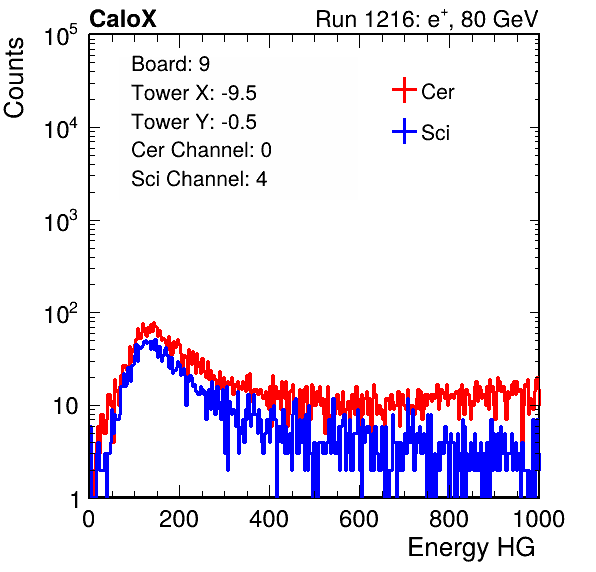 CaloX Run 1216: e+, 80 GeV
Counts
10^5
10^4
10^3
10^2
10
1
Board: 9
Tower X: -9.5
Tower Y: -0.5
Cer Channel: 0
Sci Channel: 4
Cer
Sci
0 200 400 600 800 1000
Energy HG